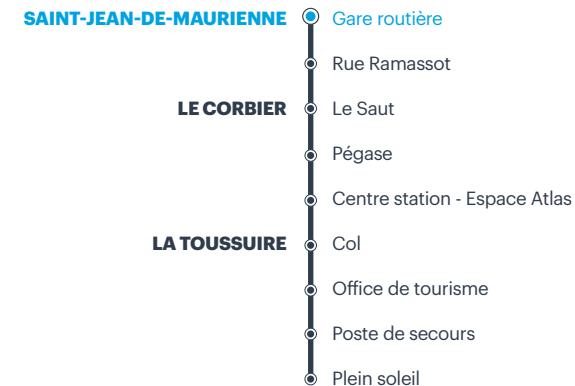 SAINT-JEAN-DE-MAURIENNE Gare routière
Rue Ramassot
LE CORBIER Le Saut
Pégase
Centre station - Espace Atlas
LA TOUSSUIRE Col
Office de tourisme
Poste de secours
Plein soleil